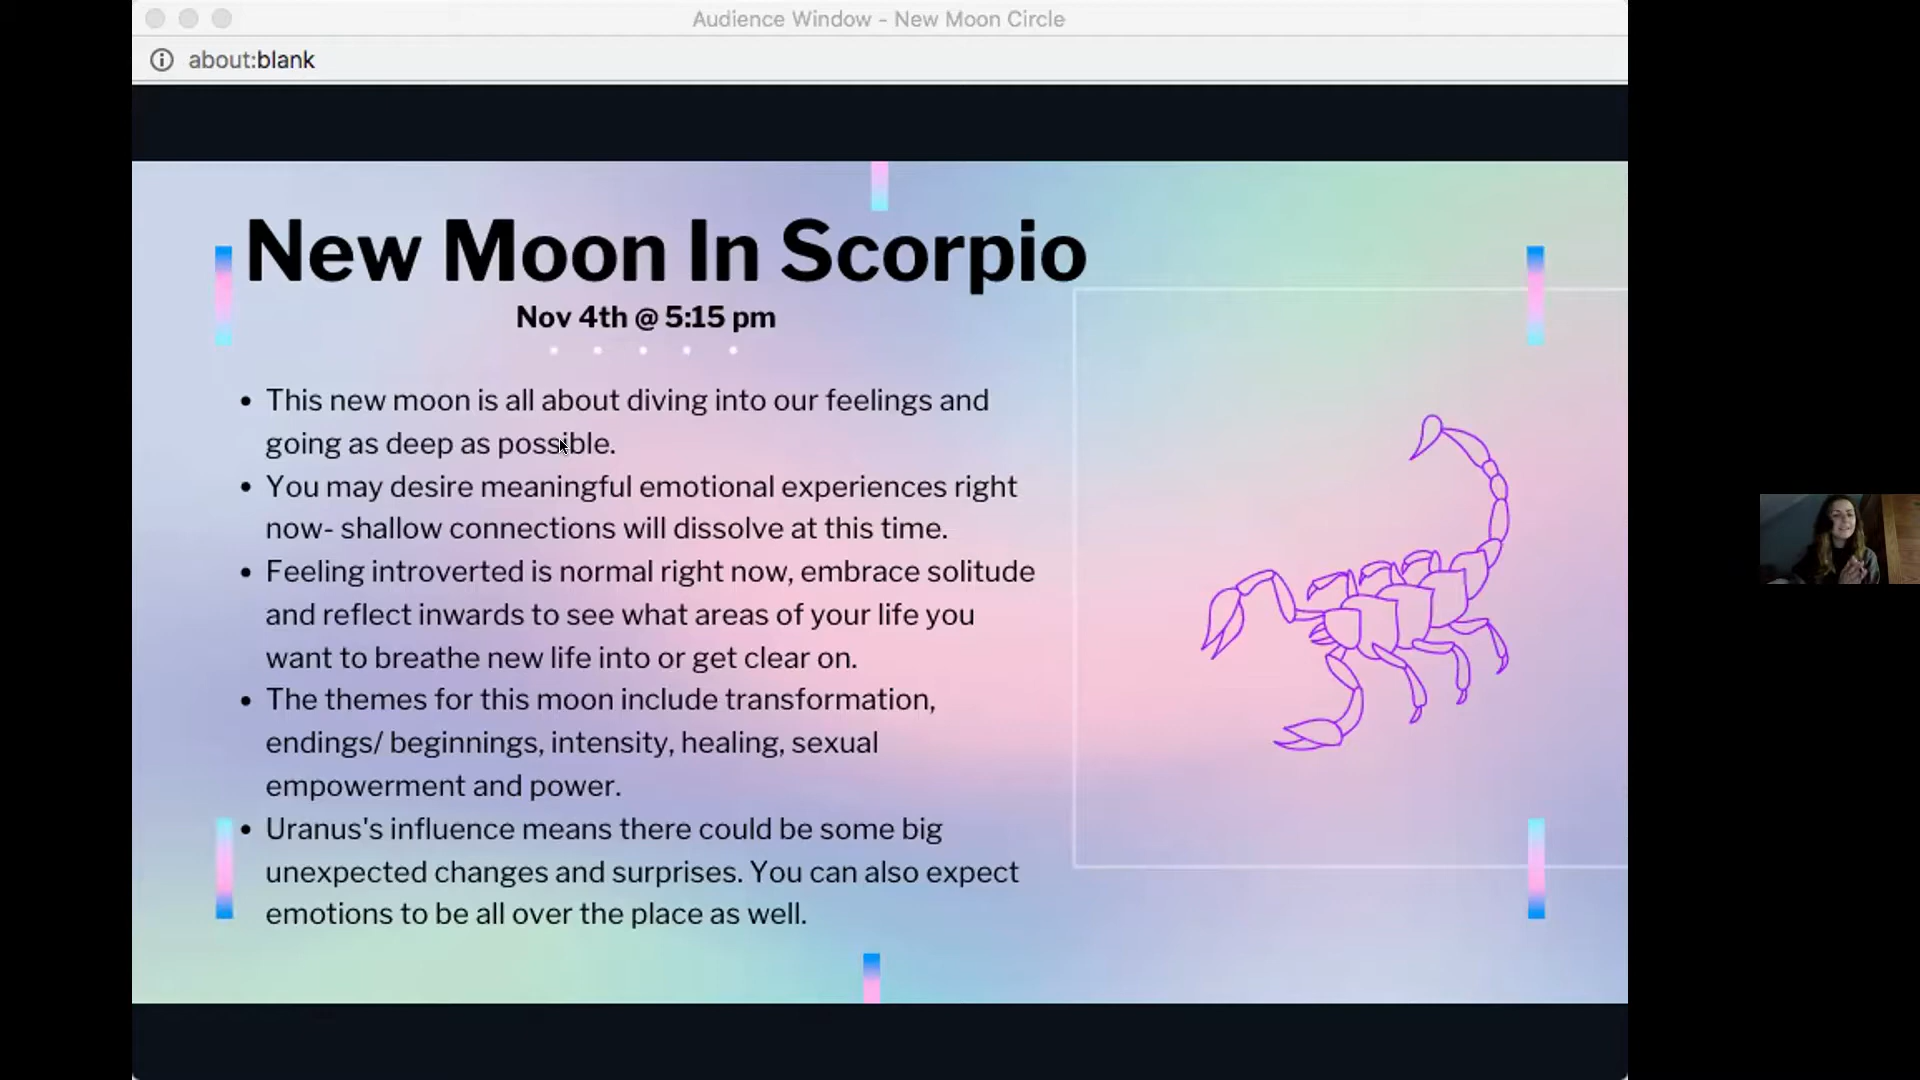 Audience Window - New Moon Circle
about:blank
New Moon In Scorpio
Nov 4th @ 5:15 pm
• This new moon is all about diving into our feelings and
going as deep as possible.
• You may desire meaningful emotional experiences right
now- shallow connections will dissolve at this time.
• Feeling introverted is normal right now, embrace solitude
and reflect inwards to see what areas of your life you
want to breathe new life into or get clear on.
• The themes for this moon include transformation,
endings/ beginnings, intensity, healing, sexual
empowerment and power.
• Uranus's influence means there could be some big
unexpected changes and surprises. You can also expect
emotions to be all over the place as well.